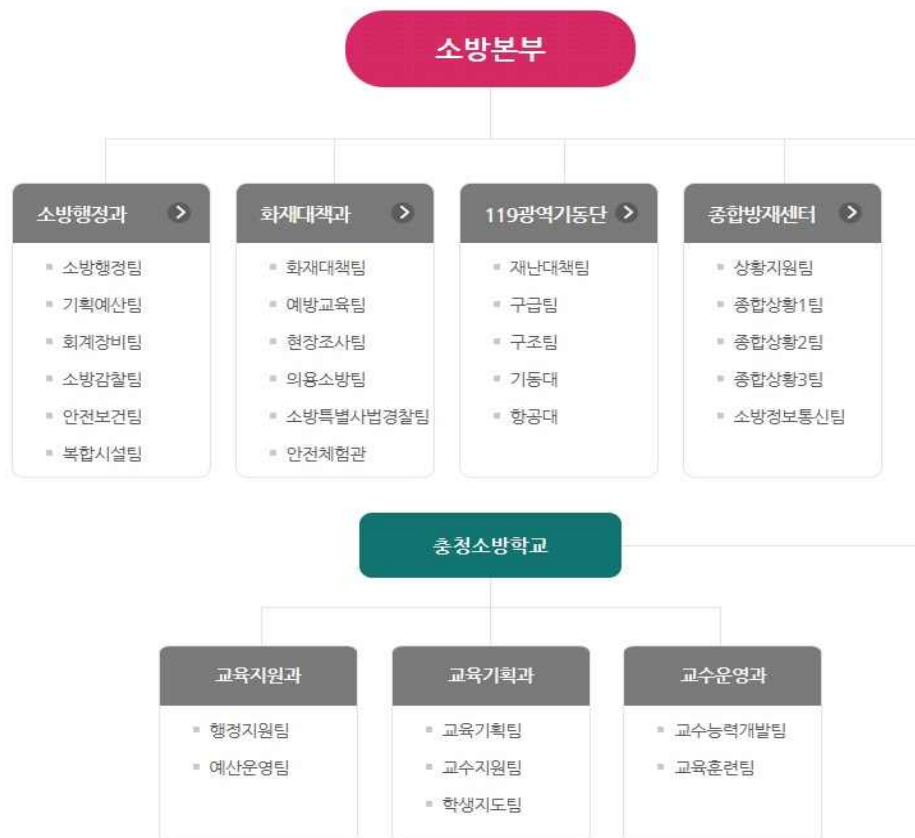 소방본부
소방행정과
소방행정팀
기획예산팀
회계장비팀
소방감찰팀
안전보건팀
복합시설팀
화재대책과
화재대책팀
예방교육팀
현장조사팀
의용소방팀
소방특별사법경찰팀
안전체험관
119광역기동단
재난대책팀
구급팀
구조팀
기동대
항공대
종합방재센터
상황지원팀
종합상황1팀
종합상황2팀
종합상황3팀
소방정보통신팀
충청소방학교
교육지원과
행정지원팀
예산운영팀
교육기획과
교육기획팀
교수지원팀
학생지도팀
교수운영과
교수능력개발팀
교육훈련팀